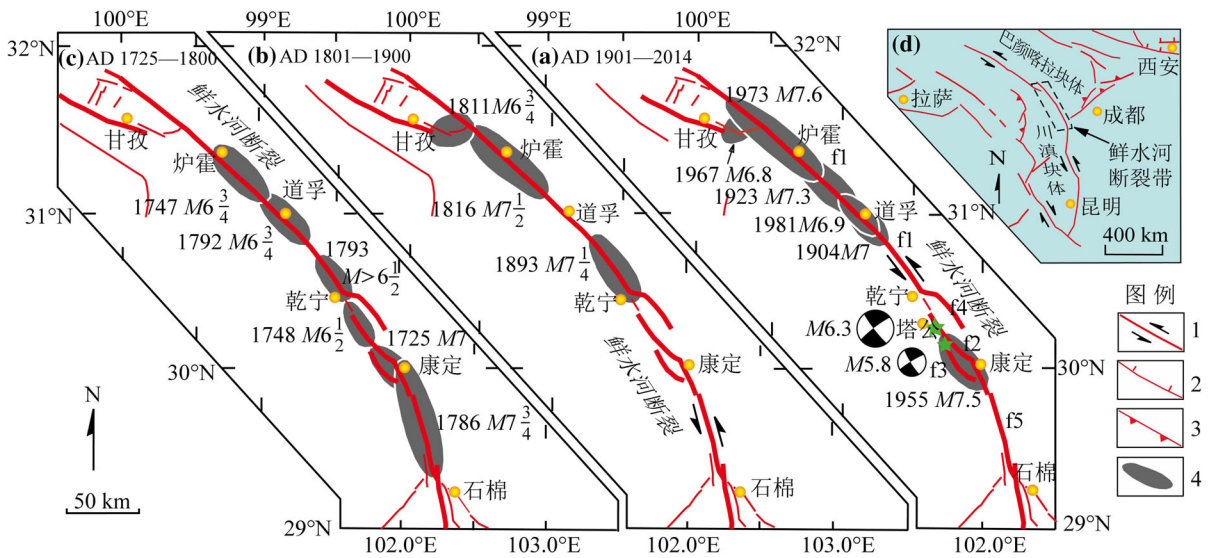 100°E
99°E
100°E
100°E
32°N
(c) AD 1725—1800
(b) AD 1801—1900
(a) AD 1901—2014
32°N
鲜水河断裂
甘孜
炉霍
道孚
31°N
1747 M6 3/4
1792 M6 3/4
1793
M>6 1/2
乾宁
1748 M6 1/2
1725 M7
康定
30°N
1786 M7 3/4
石棉
N
50 km
29°N
1811 M6 3/4
甘孜
炉霍
1816 M7 1/2
道孚
1893 M7 1/4
乾宁
鲜水河断裂
康定
石棉
102.0°E
103.0°E
1973 M7.6
甘孜
炉霍
f1
1967 M6.8
1923 M7.3
道孚
1981M6.9
1904M7
f1
31°N
鲜水河断裂
乾宁
f4
M6.3
塔公
f2
M5.8
f3
康定
30°N
1955 M7.5
f5
石棉
29°N
102.0°E
103.0°E
102.0°E
(d)
巴颜喀拉块体
西安
拉萨
成都
川滇块体
鲜水河
断裂带
N
昆明
400 km
图 例
1
2
3
4